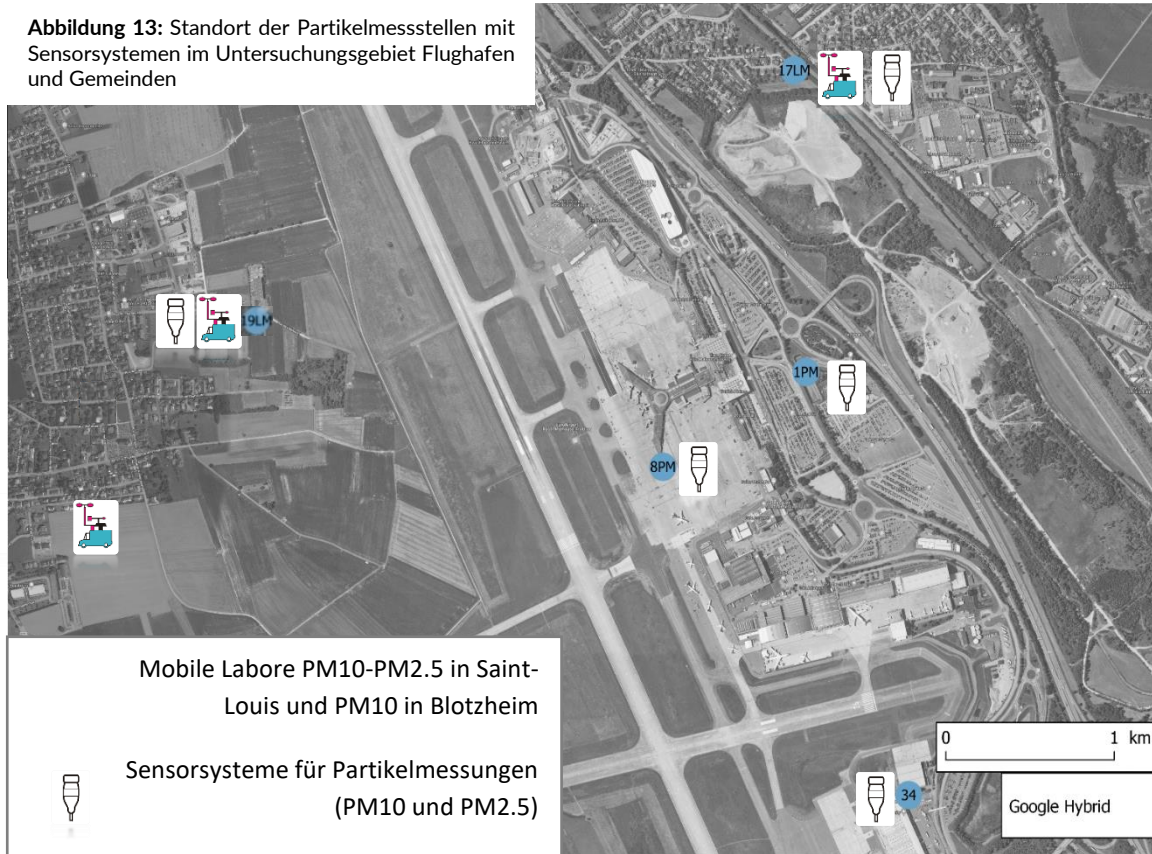 Abbildung 13: Standort der Partikelmessstellen mit
Sensorsystemen im Untersuchungsgebiet Flughafen
und Gemeinden
17LM
19LM
1PM
8PM
34
Mobile Labore PM10-PM2.5 in Saint-
Louis und PM10 in Blotzheim
Sensorsysteme für Partikelmessungen
(PM10 und PM2.5)
0 1 km
Google Hybrid